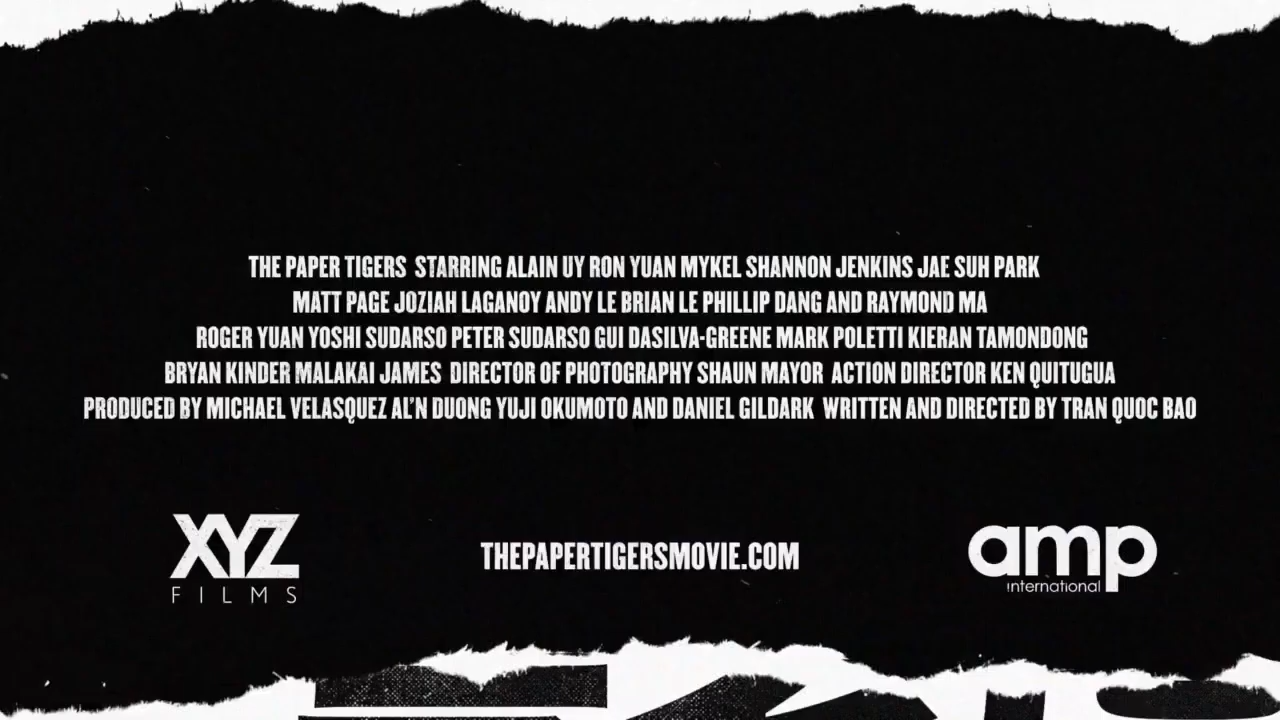 THE PAPER TIGERS STARRING ALAIN UY RON YUAN MYKEL SHANNON JENKINS JAE SUH PARK
MATT PAGE JOZIAH LAGANOY ANDY LE BRIAN LE PHILLIP DANG AND RAYMOND MA
ROGER YUAN YOSHI SUDARSO PETER SUDARSO GUI DASILVA-GREENE MARK POLETTI KIERAN TAMONDONG
BRYAN KINDER MALAKAI JAMES DIRECTOR OF PHOTOGRAPHY SHAUN MAYOR ACTION DIRECTOR KEN QUITUGUA
PRODUCED BY MICHAEL VELASQUEZ AL'N DUONG YUJI OKUMOTO AND DANIEL GILDARK WRITTEN AND DIRECTED BY TRAN QUOC BAO
XYZ
FILMS
THEPAPERTIGERSMOVIE.COM
amp
international